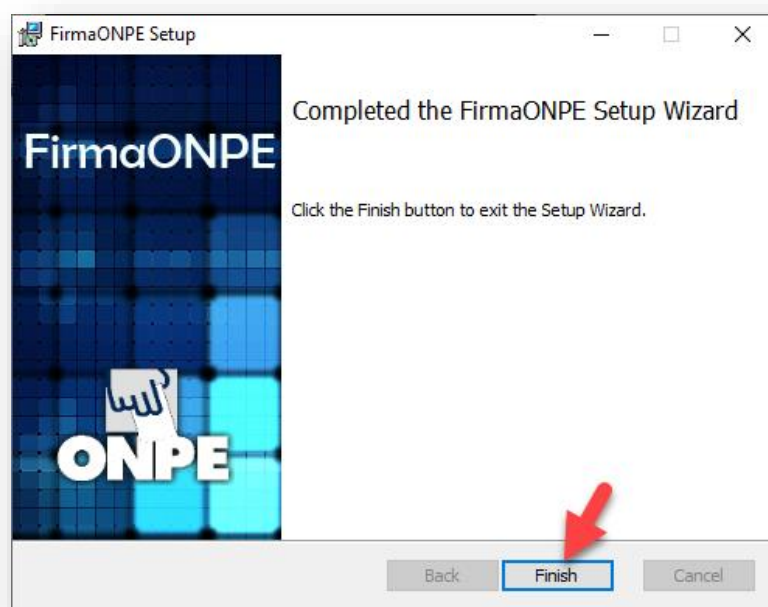 FirmaONPE Setup
Completed the FirmaONPE Setup Wizard
FirmaONPE
Click the Finish button to exit the Setup Wizard.
ONPE
Back
Finish
Cancel